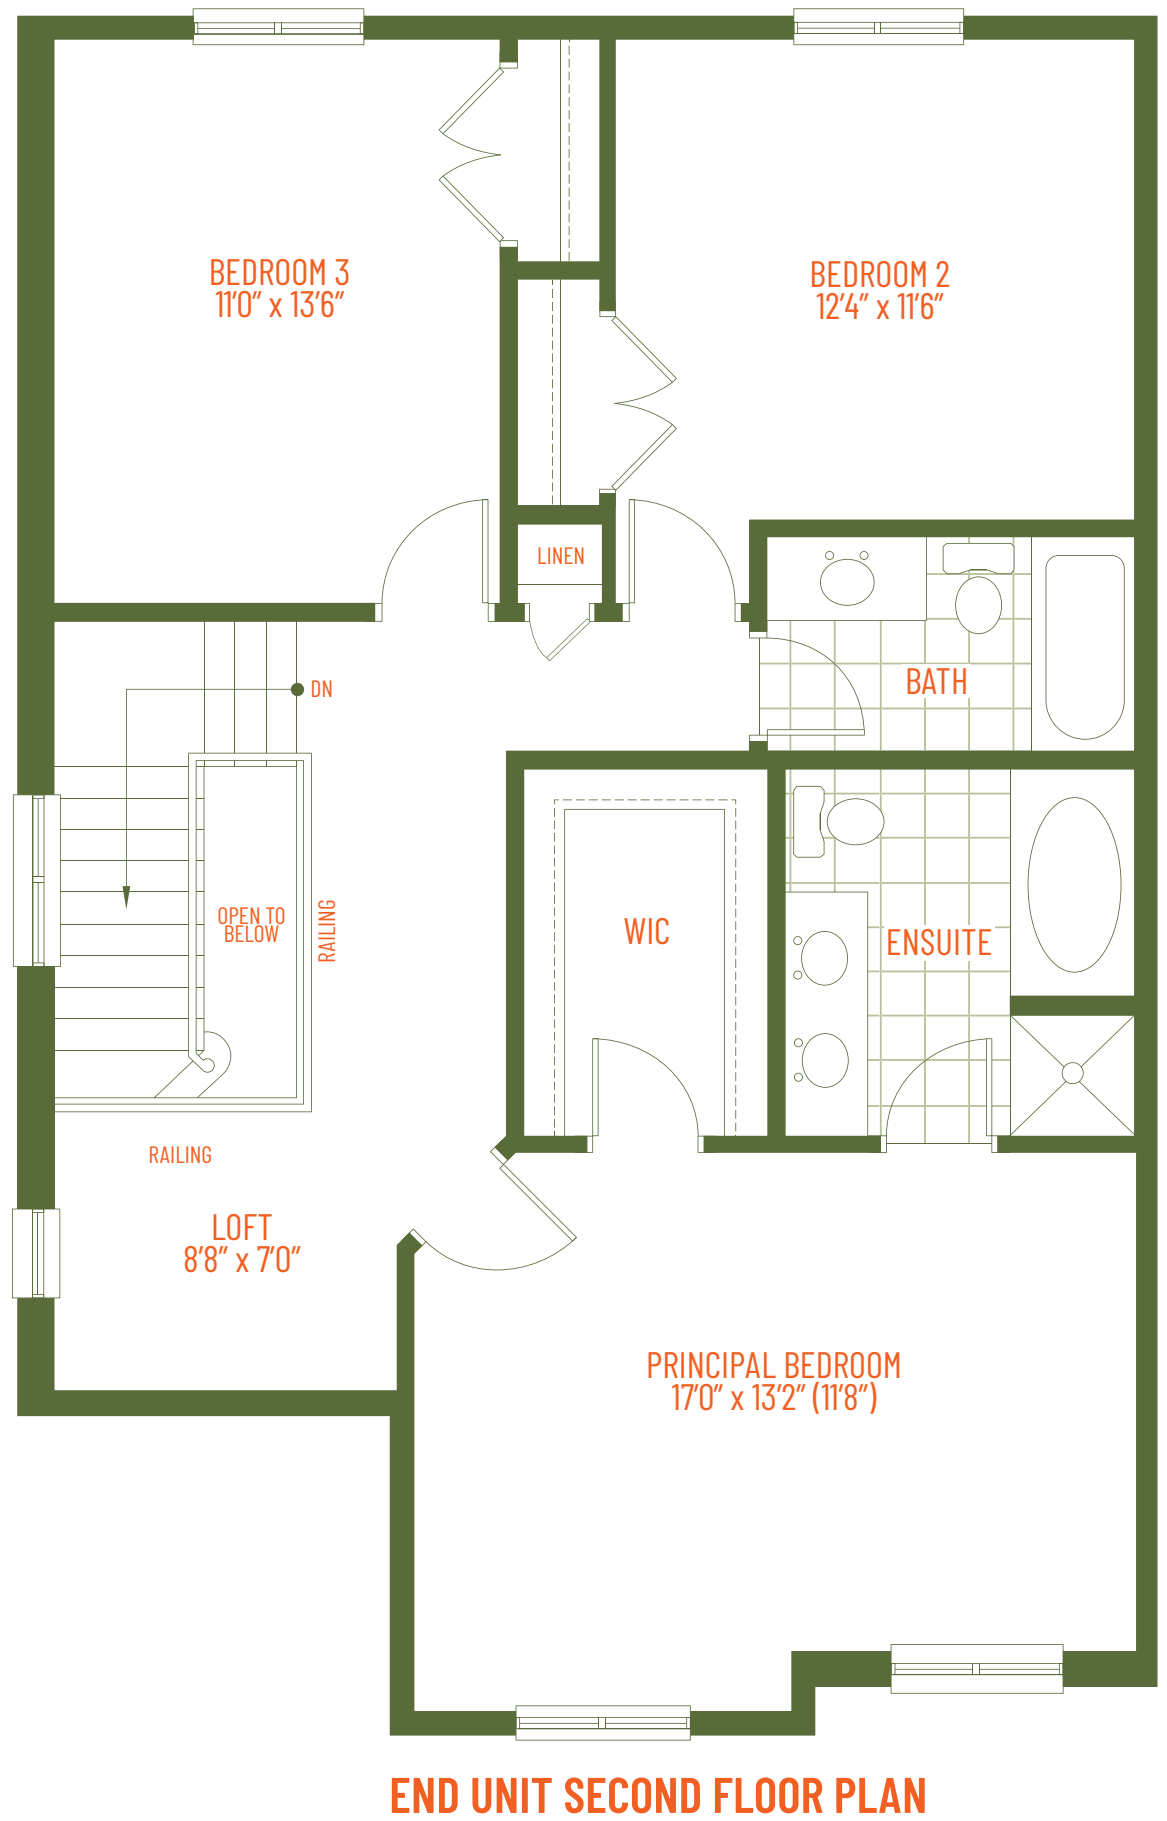 BEDROOM 3
11'0" x 13'6"
BEDROOM 2
12'4" x 11'6"
LINEN
DN
BATH
OPEN TO
BELOW
RAILING
WIC
ENSUITE
RAILING
LOFT
8'8" x 7'0"
PRINCIPAL BEDROOM
17'0" x 13'2" (11'8")
END UNIT SECOND FLOOR PLAN